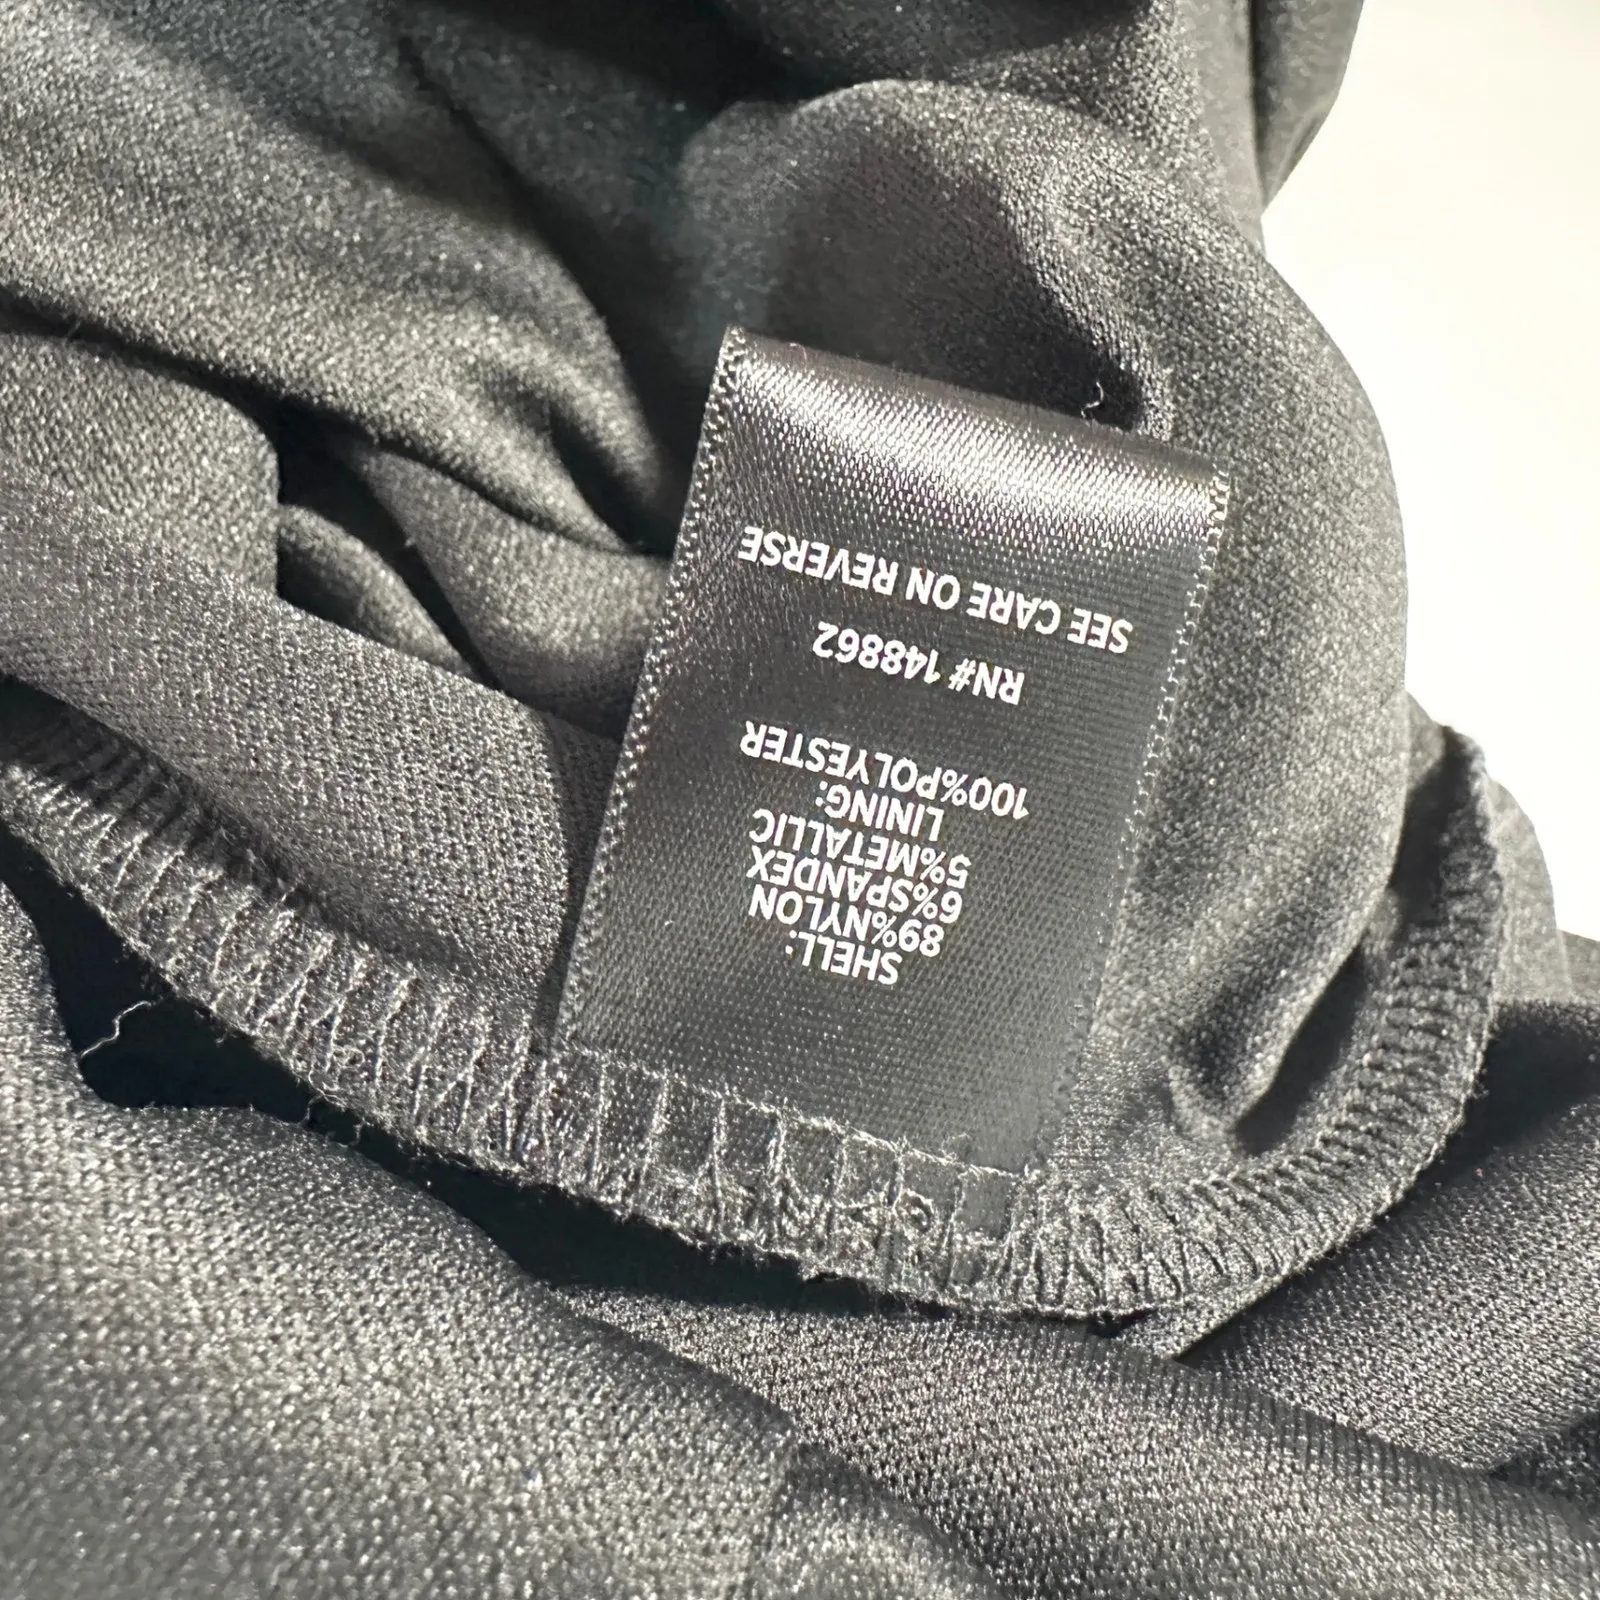 SHELL:
89%NYLON
6%SPANDEX
5%METALLIC
LINING:
100%POLYESTER
RN# 148862
SEE CARE ON REVERSE